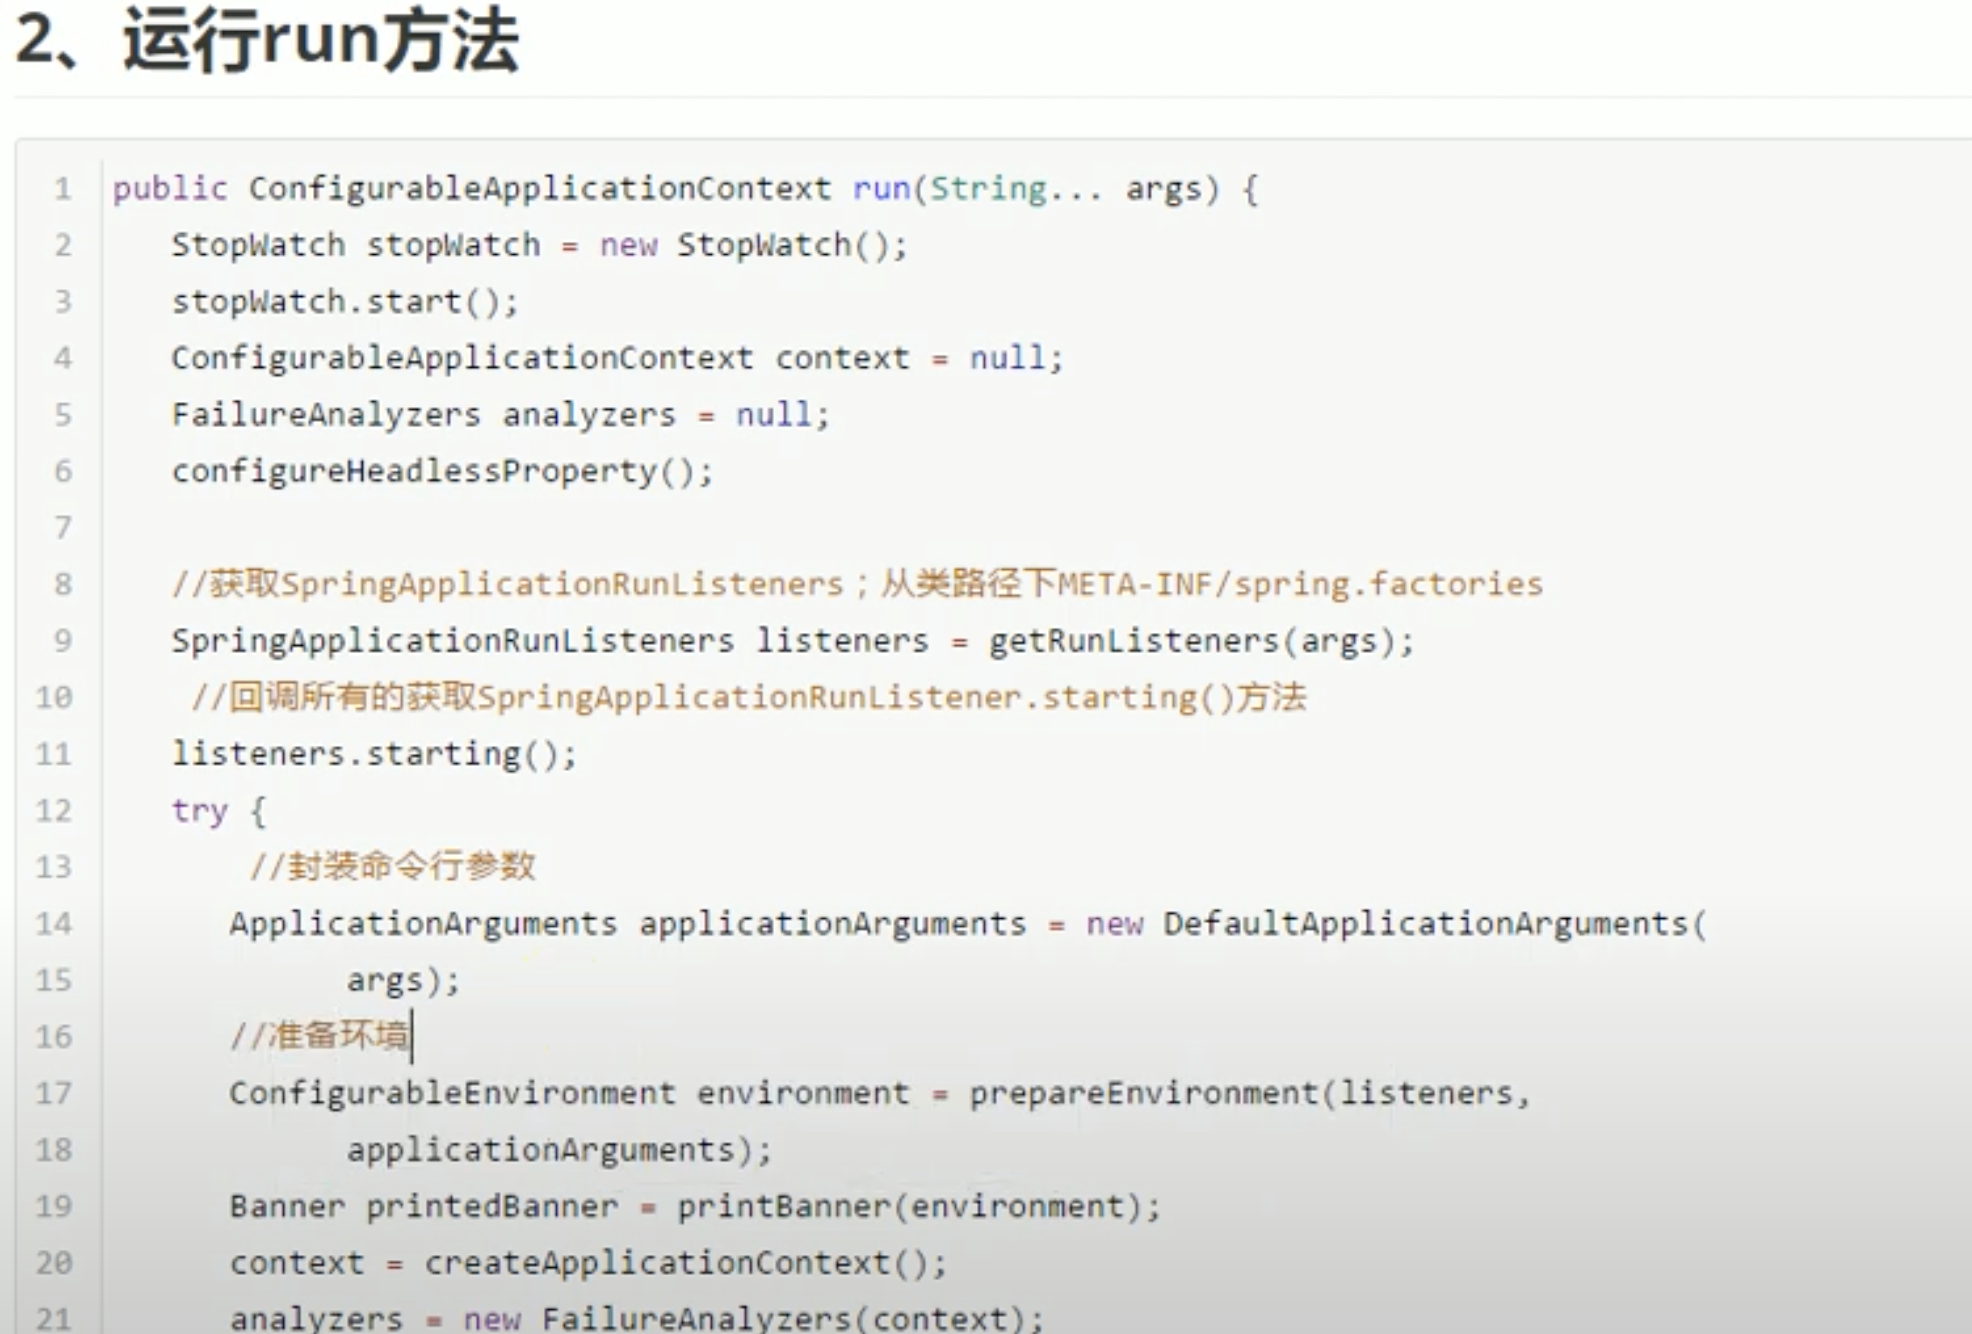 2、运行run方法
1 public ConfigurableApplicationContext run(String... args) {
2 StopWatch stopWatch = new StopWatch();
3 stopWatch.start();
4 ConfigurableApplicationContext context = null;
5 FailureAnalyzers analyzers = null;
6 configureHeadlessProperty();
7
8 //获取SpringApplicationRunListeners；从类路径下META-INF/spring.factories
9 SpringApplicationRunListeners listeners = getRunListeners(args);
10 //回调所有的获取SpringApplicationRunListener.starting()方法
11 listeners.starting();
12 try {
13 //封装命令行参数
14 ApplicationArguments applicationArguments = new DefaultApplicationArguments(
15 args);
16 //准备环境
17 ConfigurableEnvironment environment = prepareEnvironment(listeners,
18 applicationArguments);
19 Banner printedBanner = printBanner(environment);
20 context = createApplicationContext();
21 analyzers = new FailureAnalyzers(context);